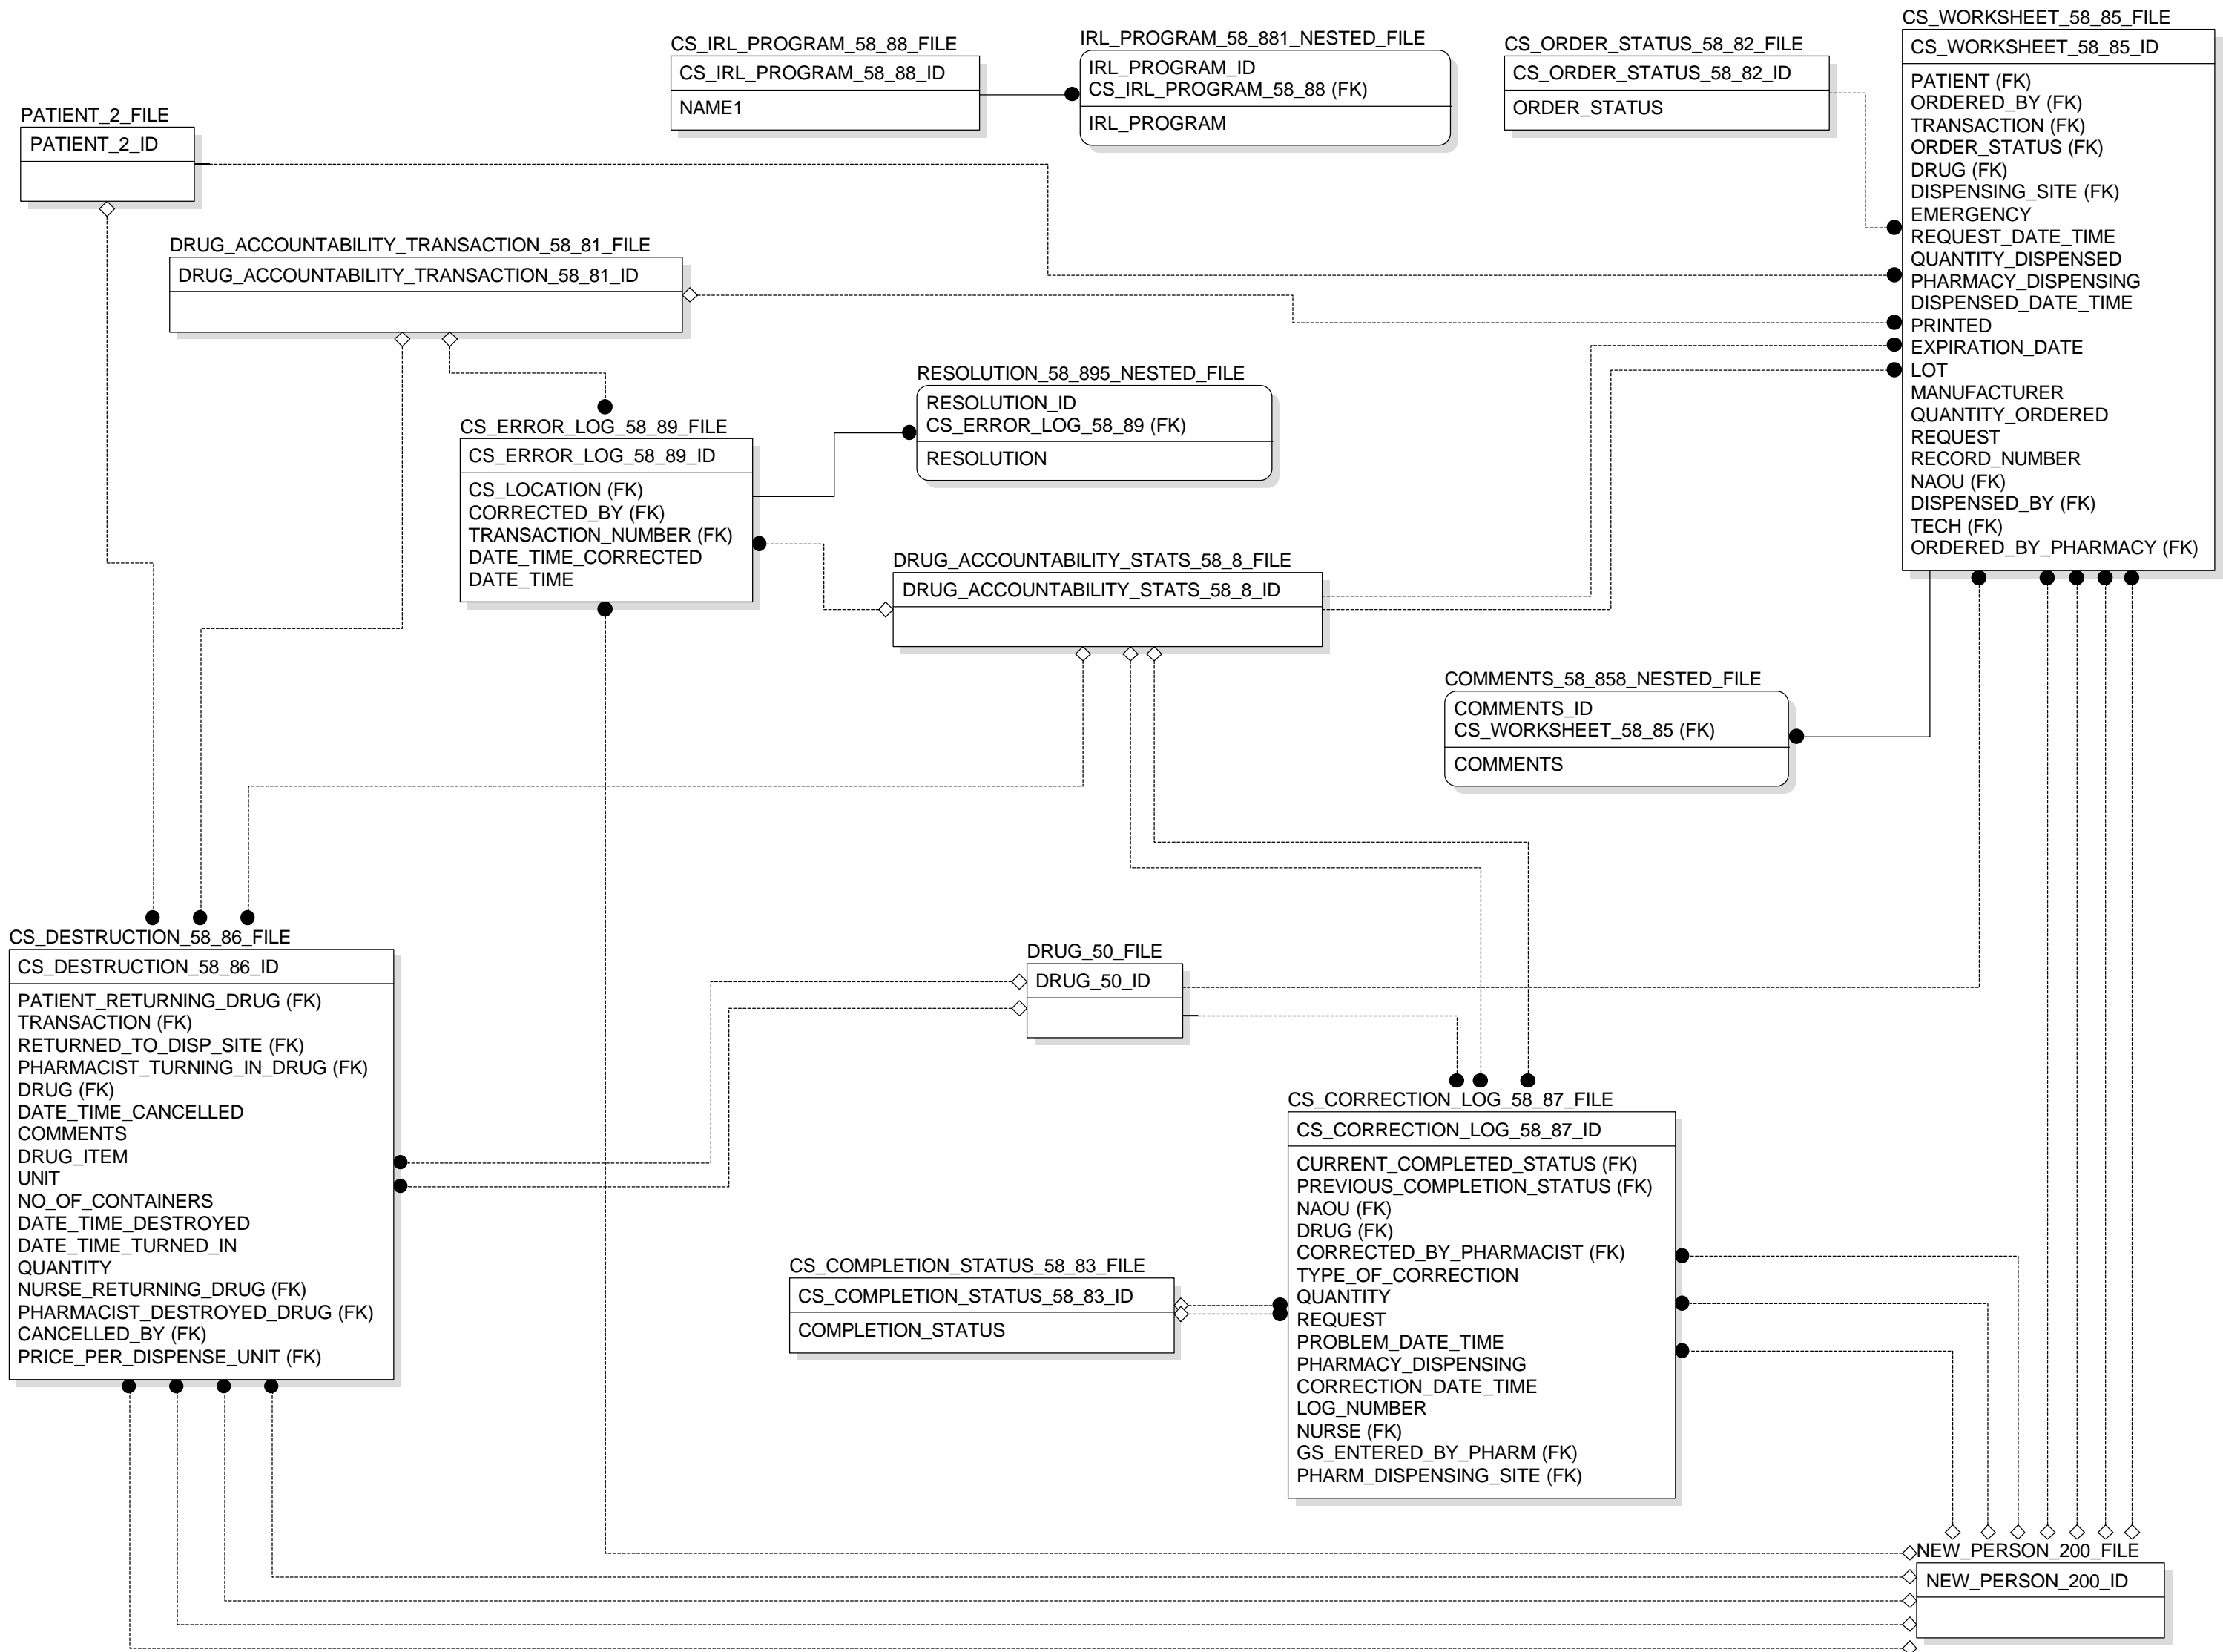 CS_IRL_PROGRAM_58_88_FILE
CS_IRL_PROGRAM_58_88_ID
NAME1
IRL_PROGRAM_58_881_NESTED_FILE
IRL_PROGRAM_ID
CS_IRL_PROGRAM_58_88 (FK)
IRL_PROGRAM
CS_ORDER_STATUS_58_82_FILE
CS_ORDER_STATUS_58_82_ID
ORDER_STATUS
CS_WORKSHEET_58_85_FILE
CS_WORKSHEET_58_85_ID
PATIENT (FK)
ORDERED_BY (FK)
TRANSACTION (FK)
ORDER_STATUS (FK)
DRUG (FK)
DISPENSING_SITE (FK)
EMERGENCY
REQUEST_DATE_TIME
QUANTITY_DISPENSED
PHARMACY_DISPENSING
DISPENSED_DATE_TIME
PRINTED
EXPIRATION_DATE
LOT
MANUFACTURER
QUANTITY_ORDERED
REQUEST
RECORD_NUMBER
NAOU (FK)
DISPENSED_BY (FK)
TECH (FK)
ORDERED_BY_PHARMACY (FK)
PATIENT_2_FILE
PATIENT_2_ID
DRUG_ACCOUNTABILITY_TRANSACTION_58_81_FILE
DRUG_ACCOUNTABILITY_TRANSACTION_58_81_ID
RESOLUTION_58_895_NESTED_FILE
RESOLUTION_ID
CS_ERROR_LOG_58_89 (FK)
RESOLUTION
CS_ERROR_LOG_58_89_FILE
CS_ERROR_LOG_58_89_ID
CS_LOCATION (FK)
CORRECTED_BY (FK)
TRANSACTION_NUMBER (FK)
DATE_TIME_CORRECTED
DATE_TIME
DRUG_ACCOUNTABILITY_STATS_58_8_FILE
DRUG_ACCOUNTABILITY_STATS_58_8_ID
COMMENTS_58_858_NESTED_FILE
COMMENTS_ID
CS_WORKSHEET_58_85 (FK)
COMMENTS
CS_DESTRUCTION_58_86_FILE
CS_DESTRUCTION_58_86_ID
PATIENT_RETURNING_DRUG (FK)
TRANSACTION (FK)
RETURNED_TO_DISP_SITE (FK)
PHARMACIST_TURNING_IN_DRUG (FK)
DRUG (FK)
DATE_TIME_CANCELLED
COMMENTS
DRUG_ITEM
UNIT
NO_OF_CONTAINERS
DATE_TIME_DESTROYED
DATE_TIME_TURNED_IN
QUANTITY
NURSE_RETURNING_DRUG (FK)
PHARMACIST_DESTROYED_DRUG (FK)
CANCELLED_BY (FK)
PRICE_PER_DISPENSE_UNIT (FK)
DRUG_50_FILE
DRUG_50_ID
CS_CORRECTION_LOG_58_87_FILE
CS_CORRECTION_LOG_58_87_ID
CURRENT_COMPLETED_STATUS (FK)
PREVIOUS_COMPLETION_STATUS (FK)
NAOU (FK)
DRUG (FK)
CORRECTED_BY_PHARMACIST (FK)
TYPE_OF_CORRECTION
QUANTITY
REQUEST
PROBLEM_DATE_TIME
PHARMACY_DISPENSING
CORRECTION_DATE_TIME
LOG_NUMBER
NURSE (FK)
GS_ENTERED_BY_PHARM (FK)
PHARM_DISPENSING_SITE (FK)
CS_COMPLETION_STATUS_58_83_FILE
CS_COMPLETION_STATUS_58_83_ID
COMPLETION_STATUS
NEW_PERSON_200_FILE
NEW_PERSON_200_ID